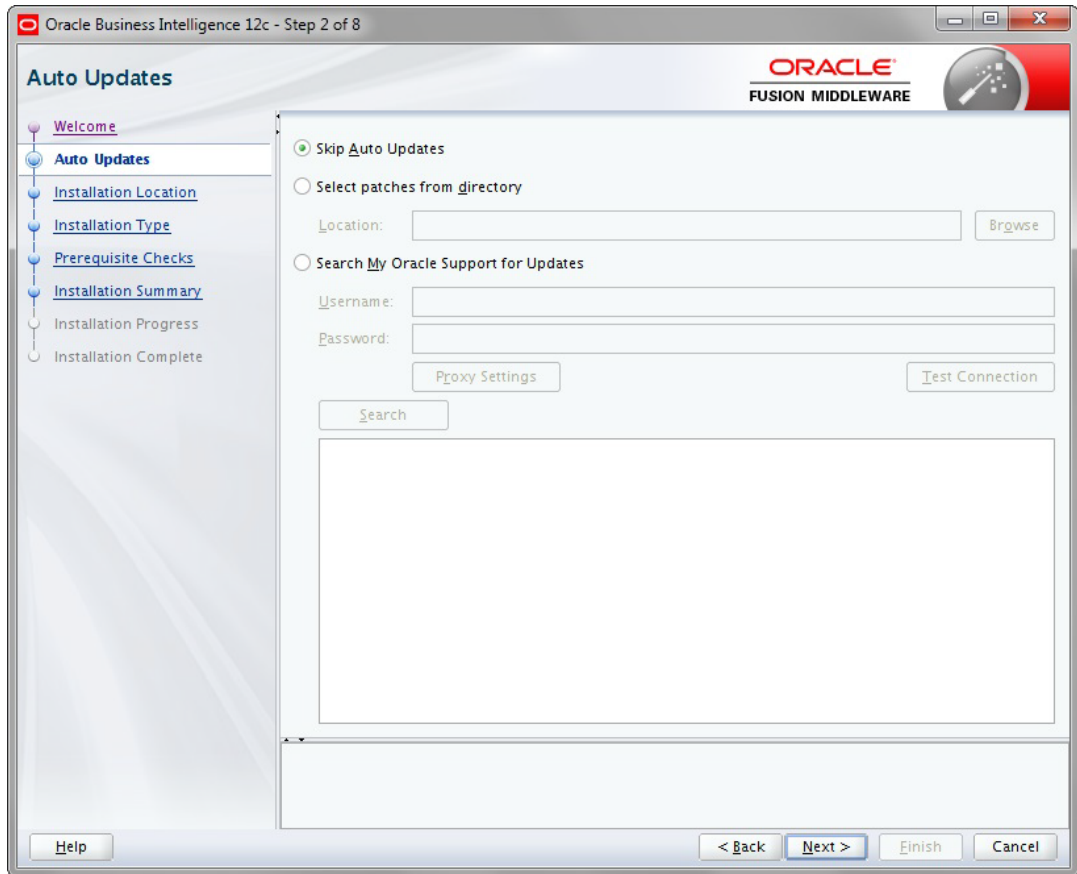 Oracle Business Intelligence 12c - Step 2 of 8
Auto Updates
ORACLE
FUSION MIDDLEWARE
Welcome
Auto Updates
Installation Location
Installation Type
Prerequisite Checks
Installation Summary
Installation Progress
Installation Complete
Skip Auto Updates
Select patches from directory
Location:
Browse
Search My Oracle Support for Updates
Username:
Password:
Proxy Settings
Test Connection
Search
Help
< Back
Next >
Finish
Cancel